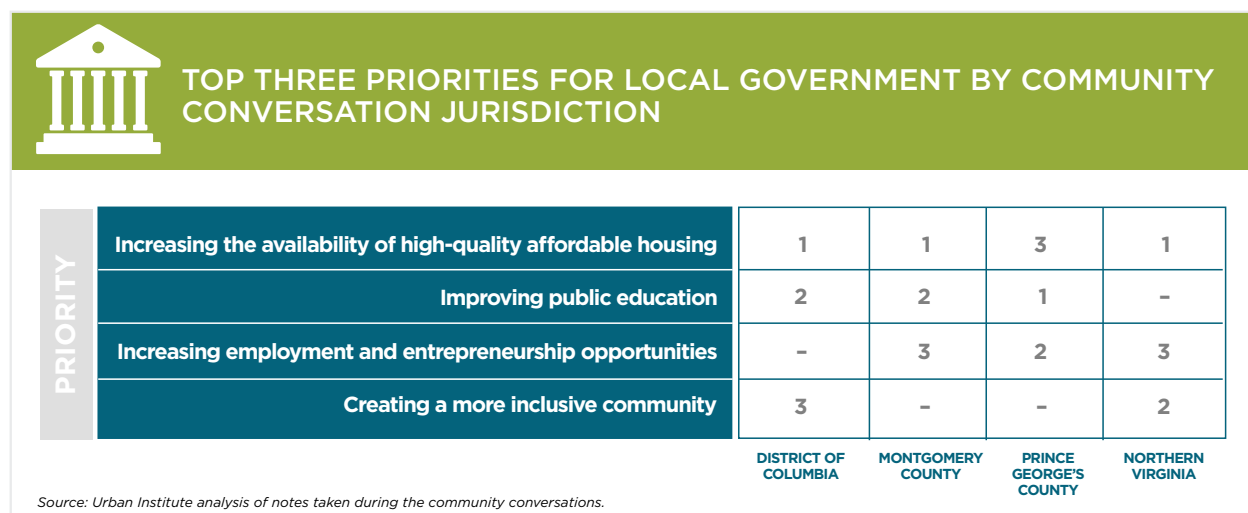 TOP THREE PRIORITIES FOR LOCAL GOVERNMENT BY COMMUNITY
CONVERSATION JURISDICTION
PRIORITY
Increasing the availability of high-quality affordable housing 1 1 3 1
Improving public education 2 2 1 –
Increasing employment and entrepreneurship opportunities – 3 2 3
Creating a more inclusive community 3 – – 2
DISTRICT OF COLUMBIA
MONTGOMERY COUNTY
PRINCE GEORGE'S COUNTY
NORTHERN VIRGINIA
Source: Urban Institute analysis of notes taken during the community conversations.